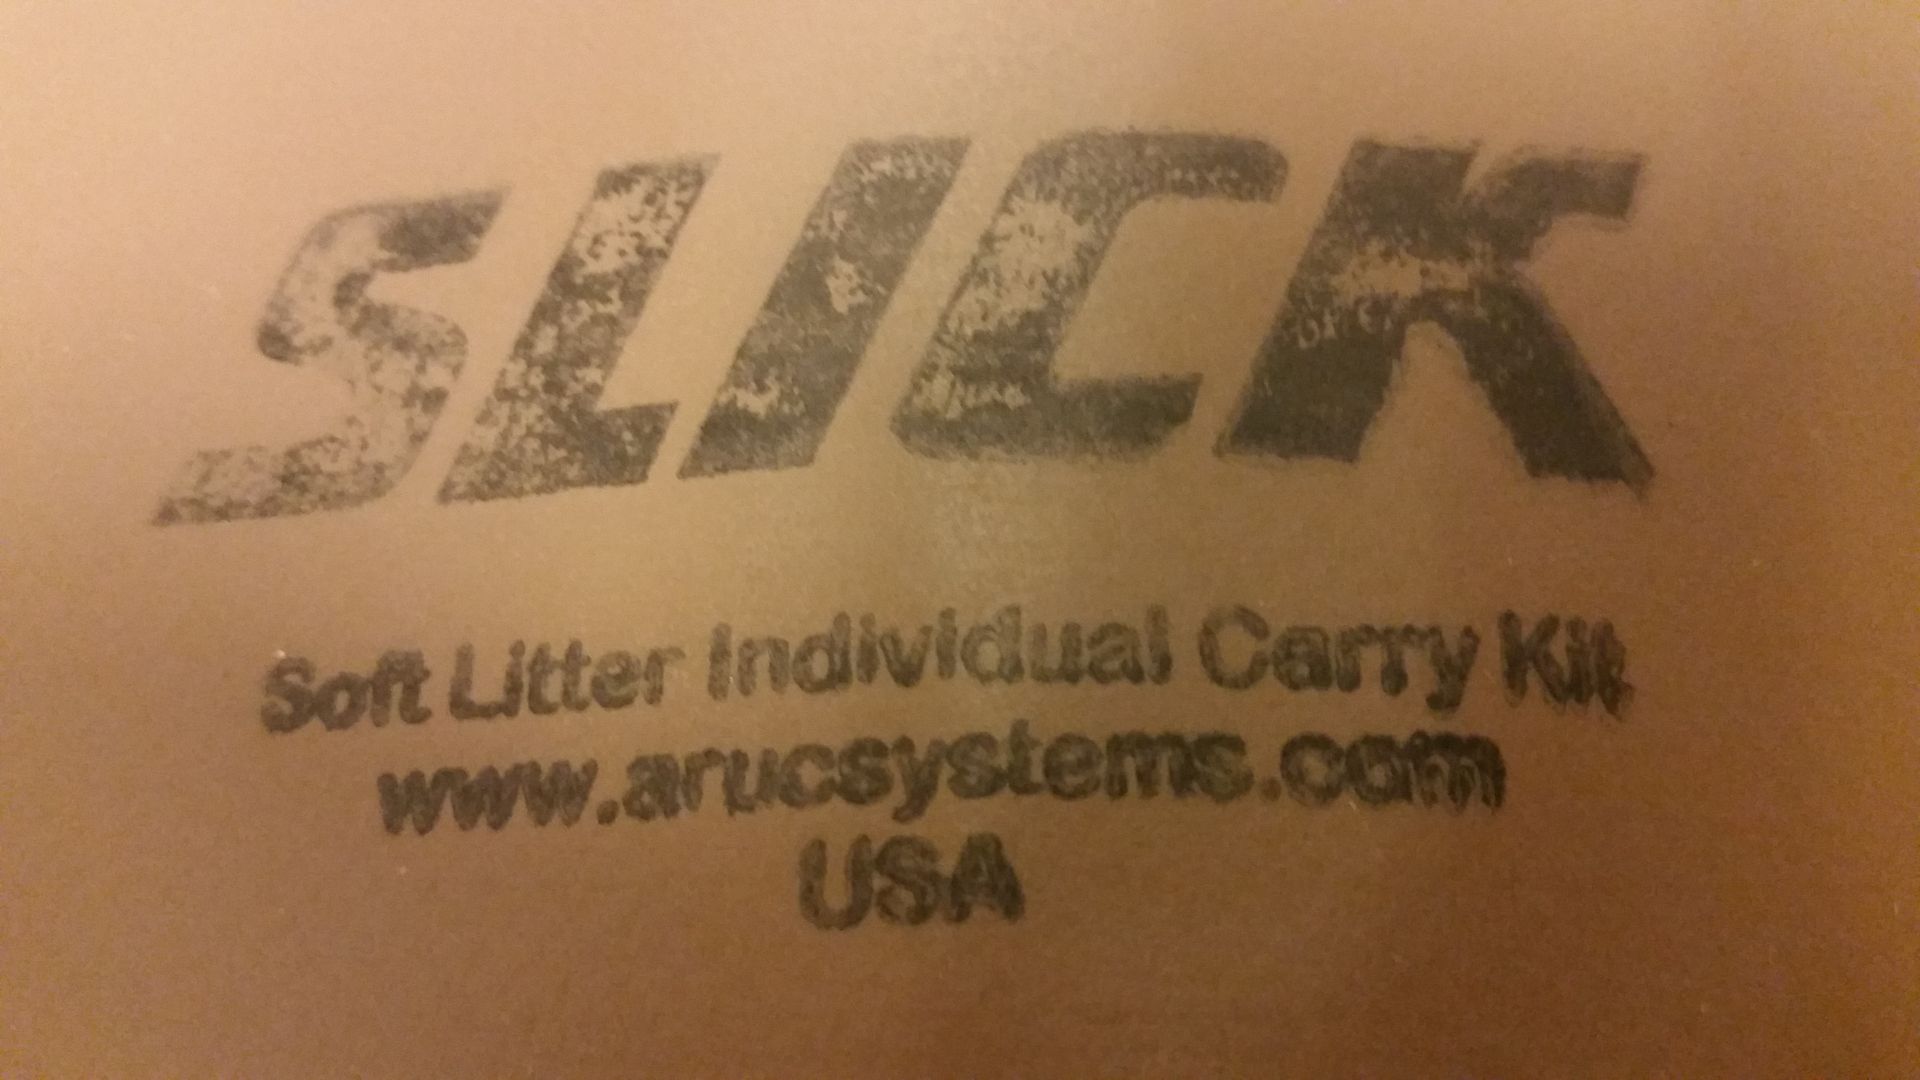 SLICK
Soft Litter Individual Carry Kit
www.arucsystems.com
USA